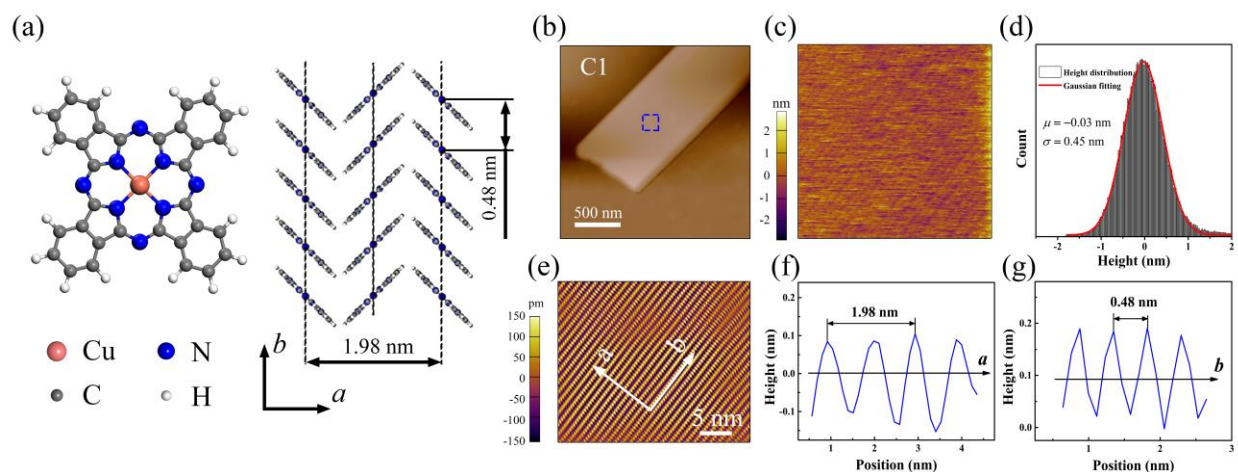 (a)
Cu
N
C
H
b
a
1.98 nm
0.48 nm
(b)
C1
500 nm
(c)
nm
2
1
0
-1
-2
(d)
Count
Height distribution
Gaussian fitting
μ = −0.03 nm
σ = 0.45 nm
-2
-1
0
1
2
Height (nm)
(e)
pm
150
100
50
0
-50
-100
-150
a
b
5 nm
(f)
Height (nm)
0.2
0.1
0.0
-0.1
1.98 nm
a
1
2
3
4
Position (nm)
(g)
Height (nm)
0.3
0.2
0.1
0.0
0.48 nm
b
1
2
3
Position (nm)